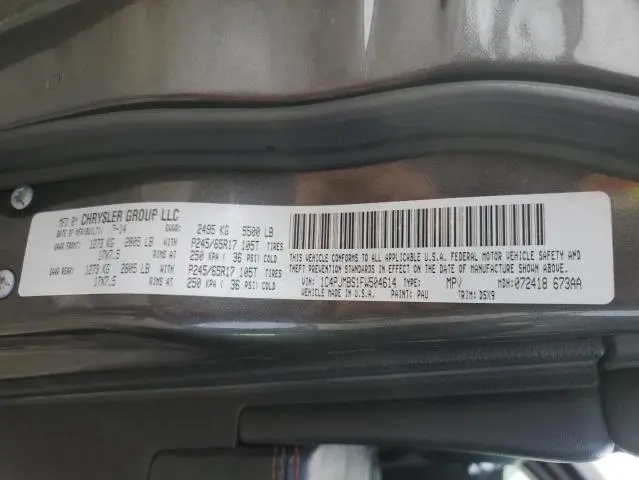 MFD BY CHRYSLER GROUP LLC
DATE OF MFR(BUILT): 7-14 GVWR: 2495 KG 5500 LB
GAWR FRONT: 1273 KG 2805 LB WITH P245/65R17 105T TIRES
17X7.5 RIMS AT 250 KPA ( 36 PSI) COLD
GAWR REAR: 1273 KG 2805 LB WITH P245/65R17 105T TIRES
17X7.5 RIMS AT 250 KPA ( 36 PSI) COLD
THIS VEHICLE CONFORMS TO ALL APPLICABLE U.S.A. FEDERAL MOTOR VEHICLE SAFETY AND
THEFT PREVENTION STANDARDS IN EFFECT ON THE DATE OF MANUFACTURE SHOWN ABOVE.
VIN: 1C4PJMBS1FW504614 TYPE: MPV MDH: 072418 673AA
VEHICLE MADE IN U.S.A. PAINT: PAU TRIM: D5X9